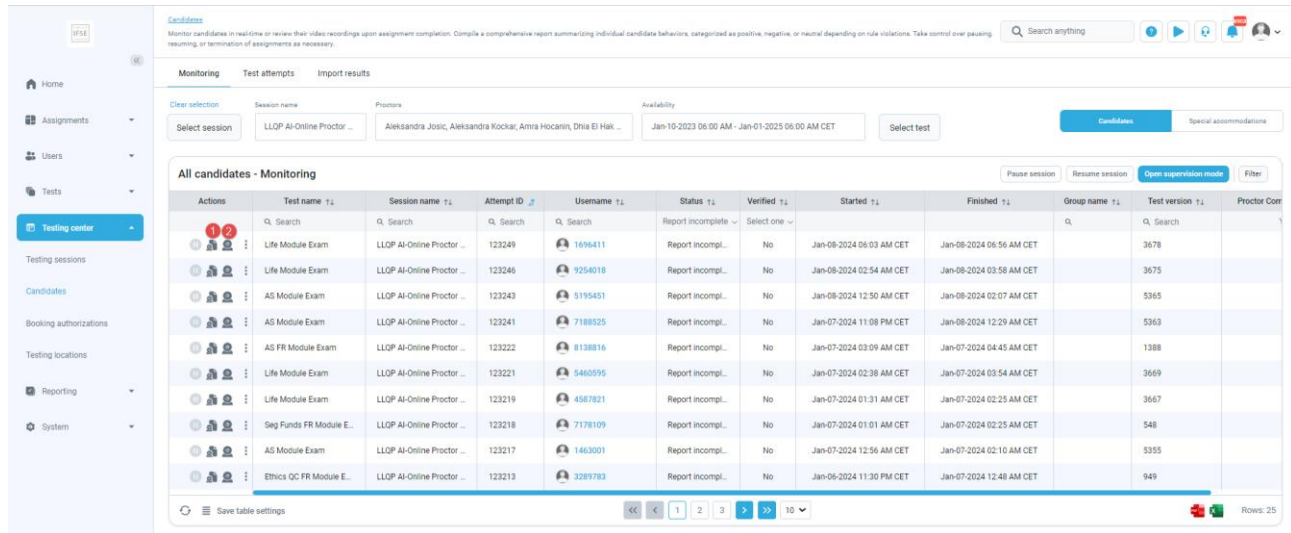 IFSE
Candidates
Monitor candidates in real-time or review their video recordings upon assignment completion. Compile a comprehensive report summarizing individual candidate behaviors, categorized as positive, negative, or neutral depending on rule violations. Take control over pausing,
resuming, or termination of assignments as necessary.
Search anything
Home
Assignments
Users
Tests
Testing center
Testing sessions
Candidates
Booking authorizations
Testing locations
Reporting
System
Monitoring Test attempts Import results
Clear selection Session name Proctors Availability
Select session LLQP AI-Online Proctor ... Aleksandra Josic, Aleksandra Kockar, Amra Hocanin, Dhia El Hak ... Jan-10-2023 06:00 AM - Jan-01-2025 06:00 AM CET Select test Candidates Special accommodations
All candidates - Monitoring Pause session Resume session Open supervision mode Filter
Actions Test name Session name Attempt ID Username Status Verified Started Finished Group name Test version Proctor Com
Search Search Search Search Report incomplete Select one Search
1 2
Life Module Exam LLQP AI-Online Proctor ... 123249 1696411 Report incompl... No Jan-08-2024 06:03 AM CET Jan-08-2024 06:56 AM CET 3678
Life Module Exam LLQP AI-Online Proctor ... 123246 9254018 Report incompl... No Jan-08-2024 02:54 AM CET Jan-08-2024 03:58 AM CET 3675
AS Module Exam LLQP AI-Online Proctor ... 123243 5195451 Report incompl... No Jan-08-2024 12:50 AM CET Jan-08-2024 02:07 AM CET 5365
AS Module Exam LLQP AI-Online Proctor ... 123241 7188525 Report incompl... No Jan-07-2024 11:08 PM CET Jan-08-2024 12:29 AM CET 5363
AS FR Module Exam LLQP AI-Online Proctor ... 123222 8138816 Report incompl... No Jan-07-2024 03:09 AM CET Jan-07-2024 04:45 AM CET 1388
Life Module Exam LLQP AI-Online Proctor ... 123221 5460595 Report incompl... No Jan-07-2024 02:38 AM CET Jan-07-2024 03:54 AM CET 3669
Life Module Exam LLQP AI-Online Proctor ... 123219 4587821 Report incompl... No Jan-07-2024 01:31 AM CET Jan-07-2024 02:25 AM CET 3667
Seg Funds FR Module E... LLQP AI-Online Proctor ... 123218 7178109 Report incompl... No Jan-07-2024 01:01 AM CET Jan-07-2024 02:25 AM CET 548
AS Module Exam LLQP AI-Online Proctor ... 123217 1463001 Report incompl... No Jan-07-2024 12:56 AM CET Jan-07-2024 02:10 AM CET 5355
Ethics QC FR Module E... LLQP AI-Online Proctor ... 123213 3289783 Report incompl... No Jan-06-2024 11:30 PM CET Jan-07-2024 12:48 AM CET 949
Save table settings 1 2 3 10 Rows: 25